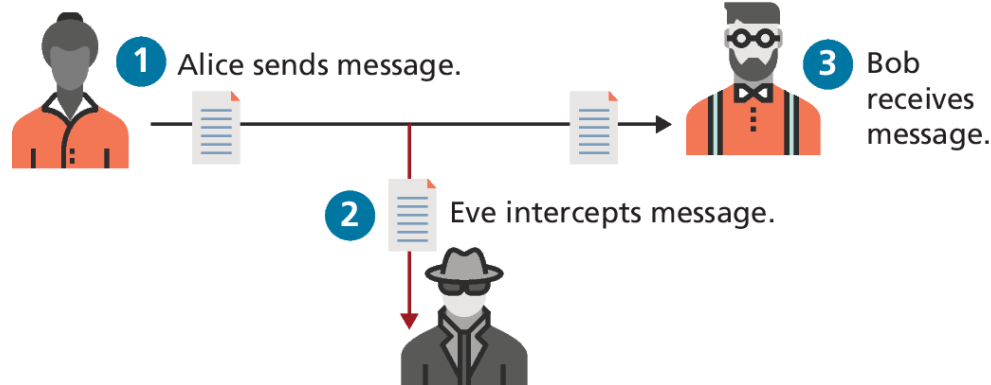 1 Alice sends message.
3 Bob
receives
message.
2 Eve intercepts message.